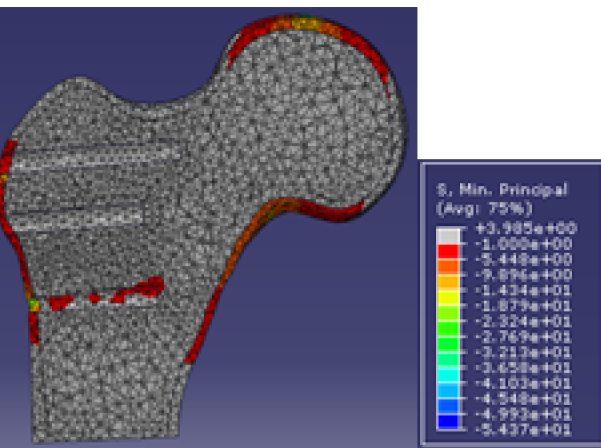 S, Min. Principal
(Avg: 75%)
+3.985e+00
-1.000e+00
-5.448e+00
-9.896e+00
-1.434e+01
-1.879e+01
-2.324e+01
-2.769e+01
-3.213e+01
-3.658e+01
-4.103e+01
-4.548e+01
-4.993e+01
-5.437e+01